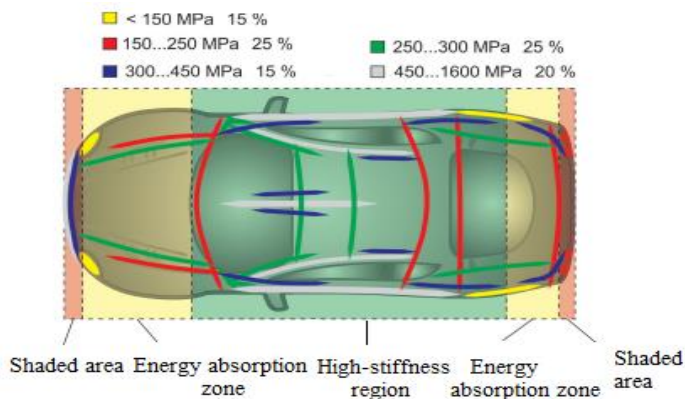 < 150 MPa 15 %
150...250 MPa 25 %
250...300 MPa 25 %
300...450 MPa 15 %
450...1600 MPa 20 %
Shaded area
Energy absorption
zone
High-stiffness
region
Energy
absorption zone
Shaded
area